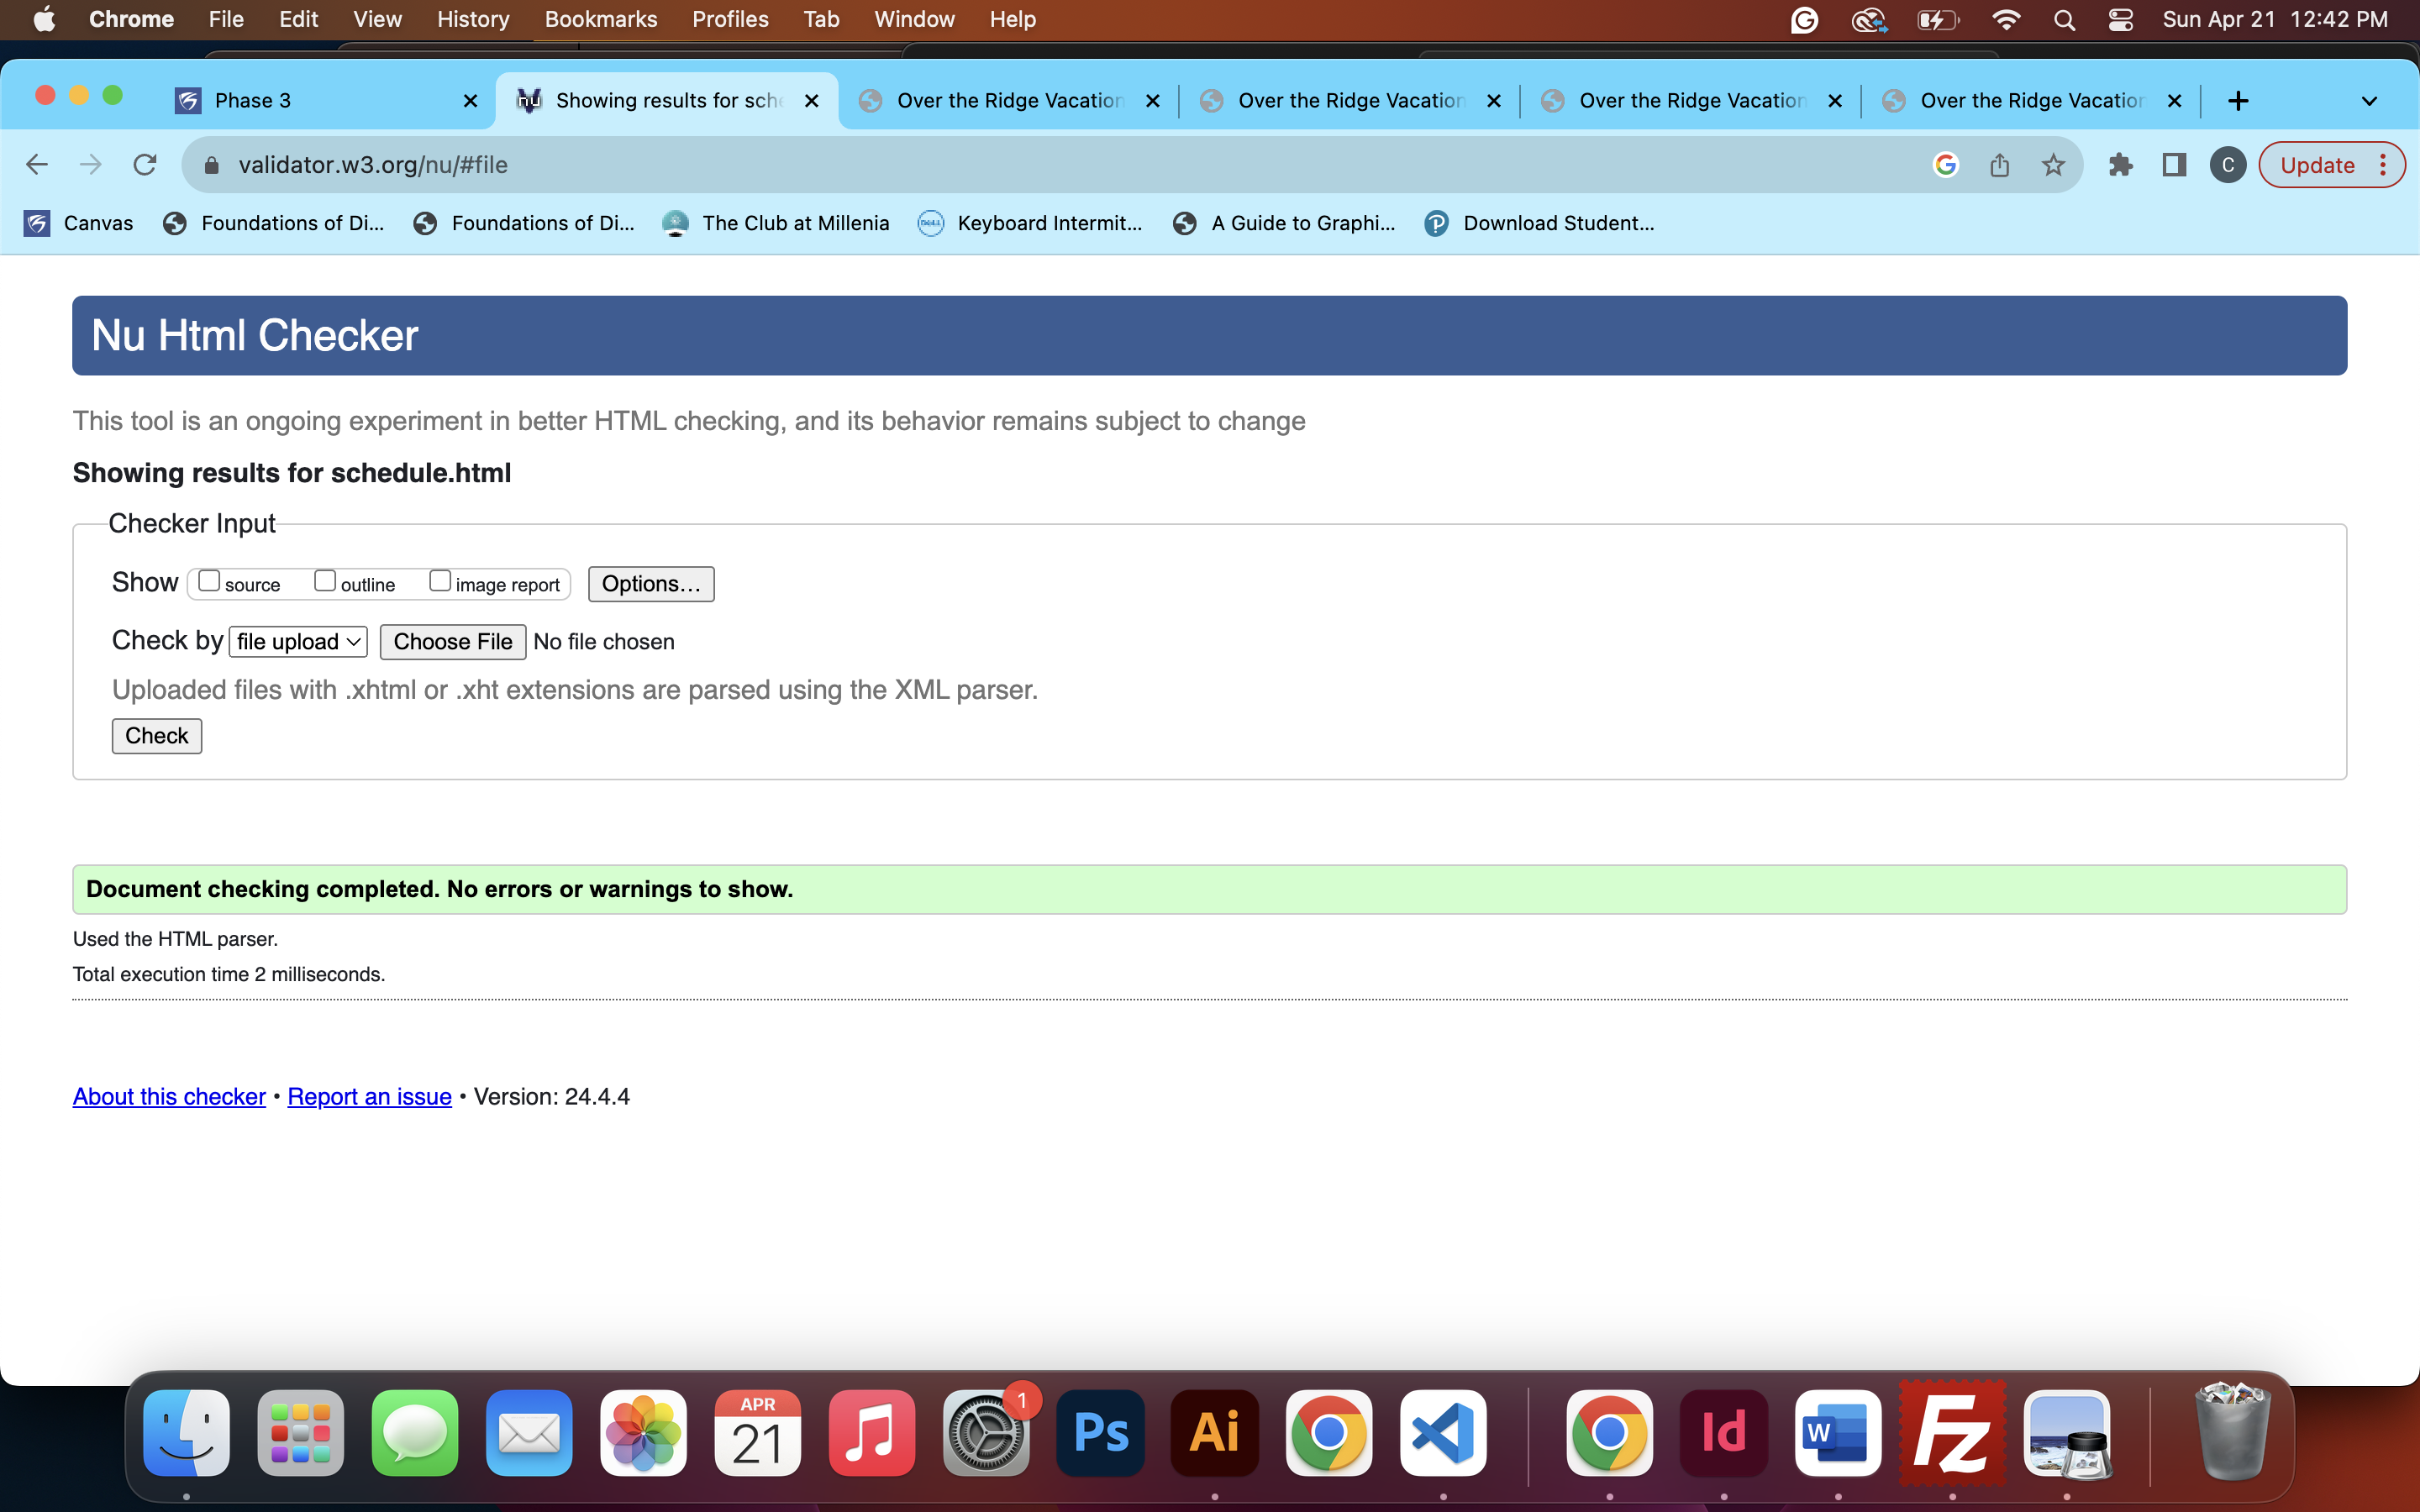 Chrome File Edit View History Bookmarks Profiles Tab Window Help Sun Apr 21 12:42 PM
Phase 3 nu Showing results for sche Over the Ridge Vacation Over the Ridge Vacation Over the Ridge Vacation Over the Ridge Vacation
validator.w3.org/nu/#file C Update
Canvas Foundations of Di... Foundations of Di... The Club at Millenia DELL Keyboard Intermit... A Guide to Graphi... P Download Student...
Nu Html Checker
This tool is an ongoing experiment in better HTML checking, and its behavior remains subject to change
Showing results for schedule.html
Checker Input
Show source outline image report Options...
Check by file upload Choose File No file chosen
Uploaded files with .xhtml or .xht extensions are parsed using the XML parser.
Check
Document checking completed. No errors or warnings to show.
Used the HTML parser.
Total execution time 2 milliseconds.
About this checker • Report an issue • Version: 24.4.4
APR 21 1 Ps Ai Id W Fz